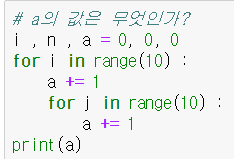 # a의 값은 무엇인가?
i , n , a = 0, 0, 0
for i in range(10) :
    a += 1
    for j in range(10) :
        a += 1
print(a)